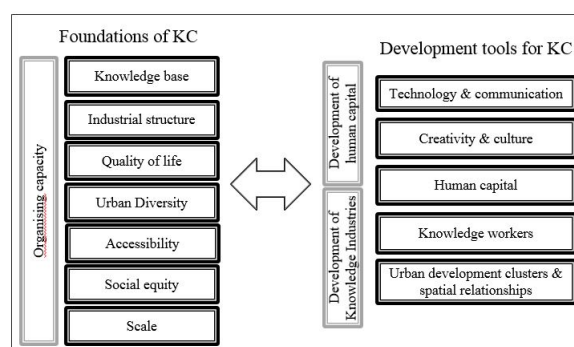 Foundations of KC
Organising capacity
Knowledge base
Industrial structure
Quality of life
Urban Diversity
Accessibility
Social equity
Scale
Development tools for KC
Development of
human capital
Development of
Knowledge Industries
Technology & communication
Creativity & culture
Human capital
Knowledge workers
Urban development clusters &
spatial relationships